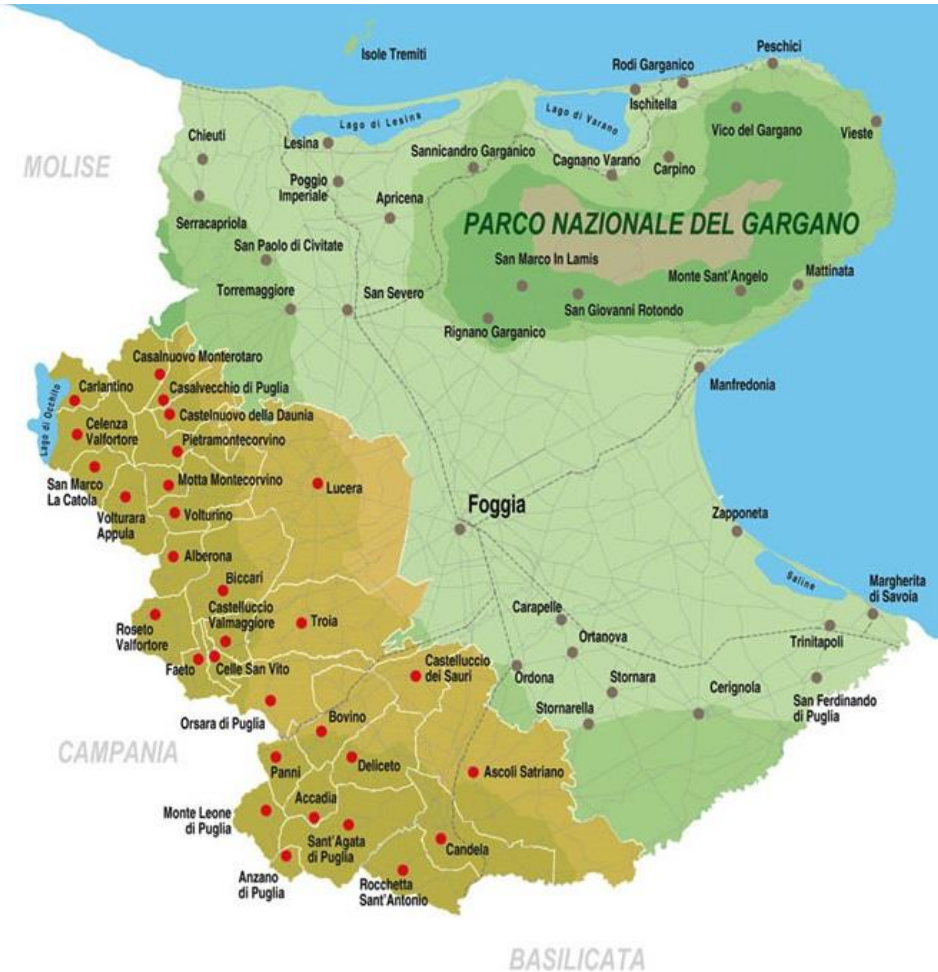 Isole Tremiti
Peschici
Rodi Garganico
Ischitella
Lago di Lesina
Lago di Varano
Vico del Gargano
Vieste
Chieuti
Lesina
Sannicandro Garganico
Cagnano Varano
Carpino
MOLISE
Poggio
Imperiale
Apricena
Serracapriola
PARCO NAZIONALE DEL GARGANO
San Paolo di Civitate
San Marco In Lamis
Monte Sant'Angelo
Mattinata
Torremaggiore
San Severo
San Giovanni Rotondo
Rignano Garganico
Casalnuovo Monterotaro
Manfredonia
Carlantino
Casalvecchio di Puglia
Lago di Occhito
Castelnuovo della Daunia
Celenza
Valfortore
Pietramontecorvino
San Marco
La Catola
Motta Montecorvino
Lucera
Foggia
Volturara
Appula
Volturino
Zapponeta
Alberona
Biccari
Saline
Margherita
di Savoia
Castelluccio
Valmaggiore
Carapelle
Roseto
Valfortore
Troia
Ortanova
Trinitapoli
Faeto
Celle San Vito
Castelluccio
dei Sauri
Ordona
Stornara
Cerignola
San Ferdinando
di Puglia
Orsara di Puglia
Bovino
Stornarella
CAMPANIA
Panni
Deliceto
Ascoli Satriano
Monte Leone
di Puglia
Accadia
Sant'Agata
di Puglia
Candela
Anzano
di Puglia
Rocchetta
Sant'Antonio
BASILICATA